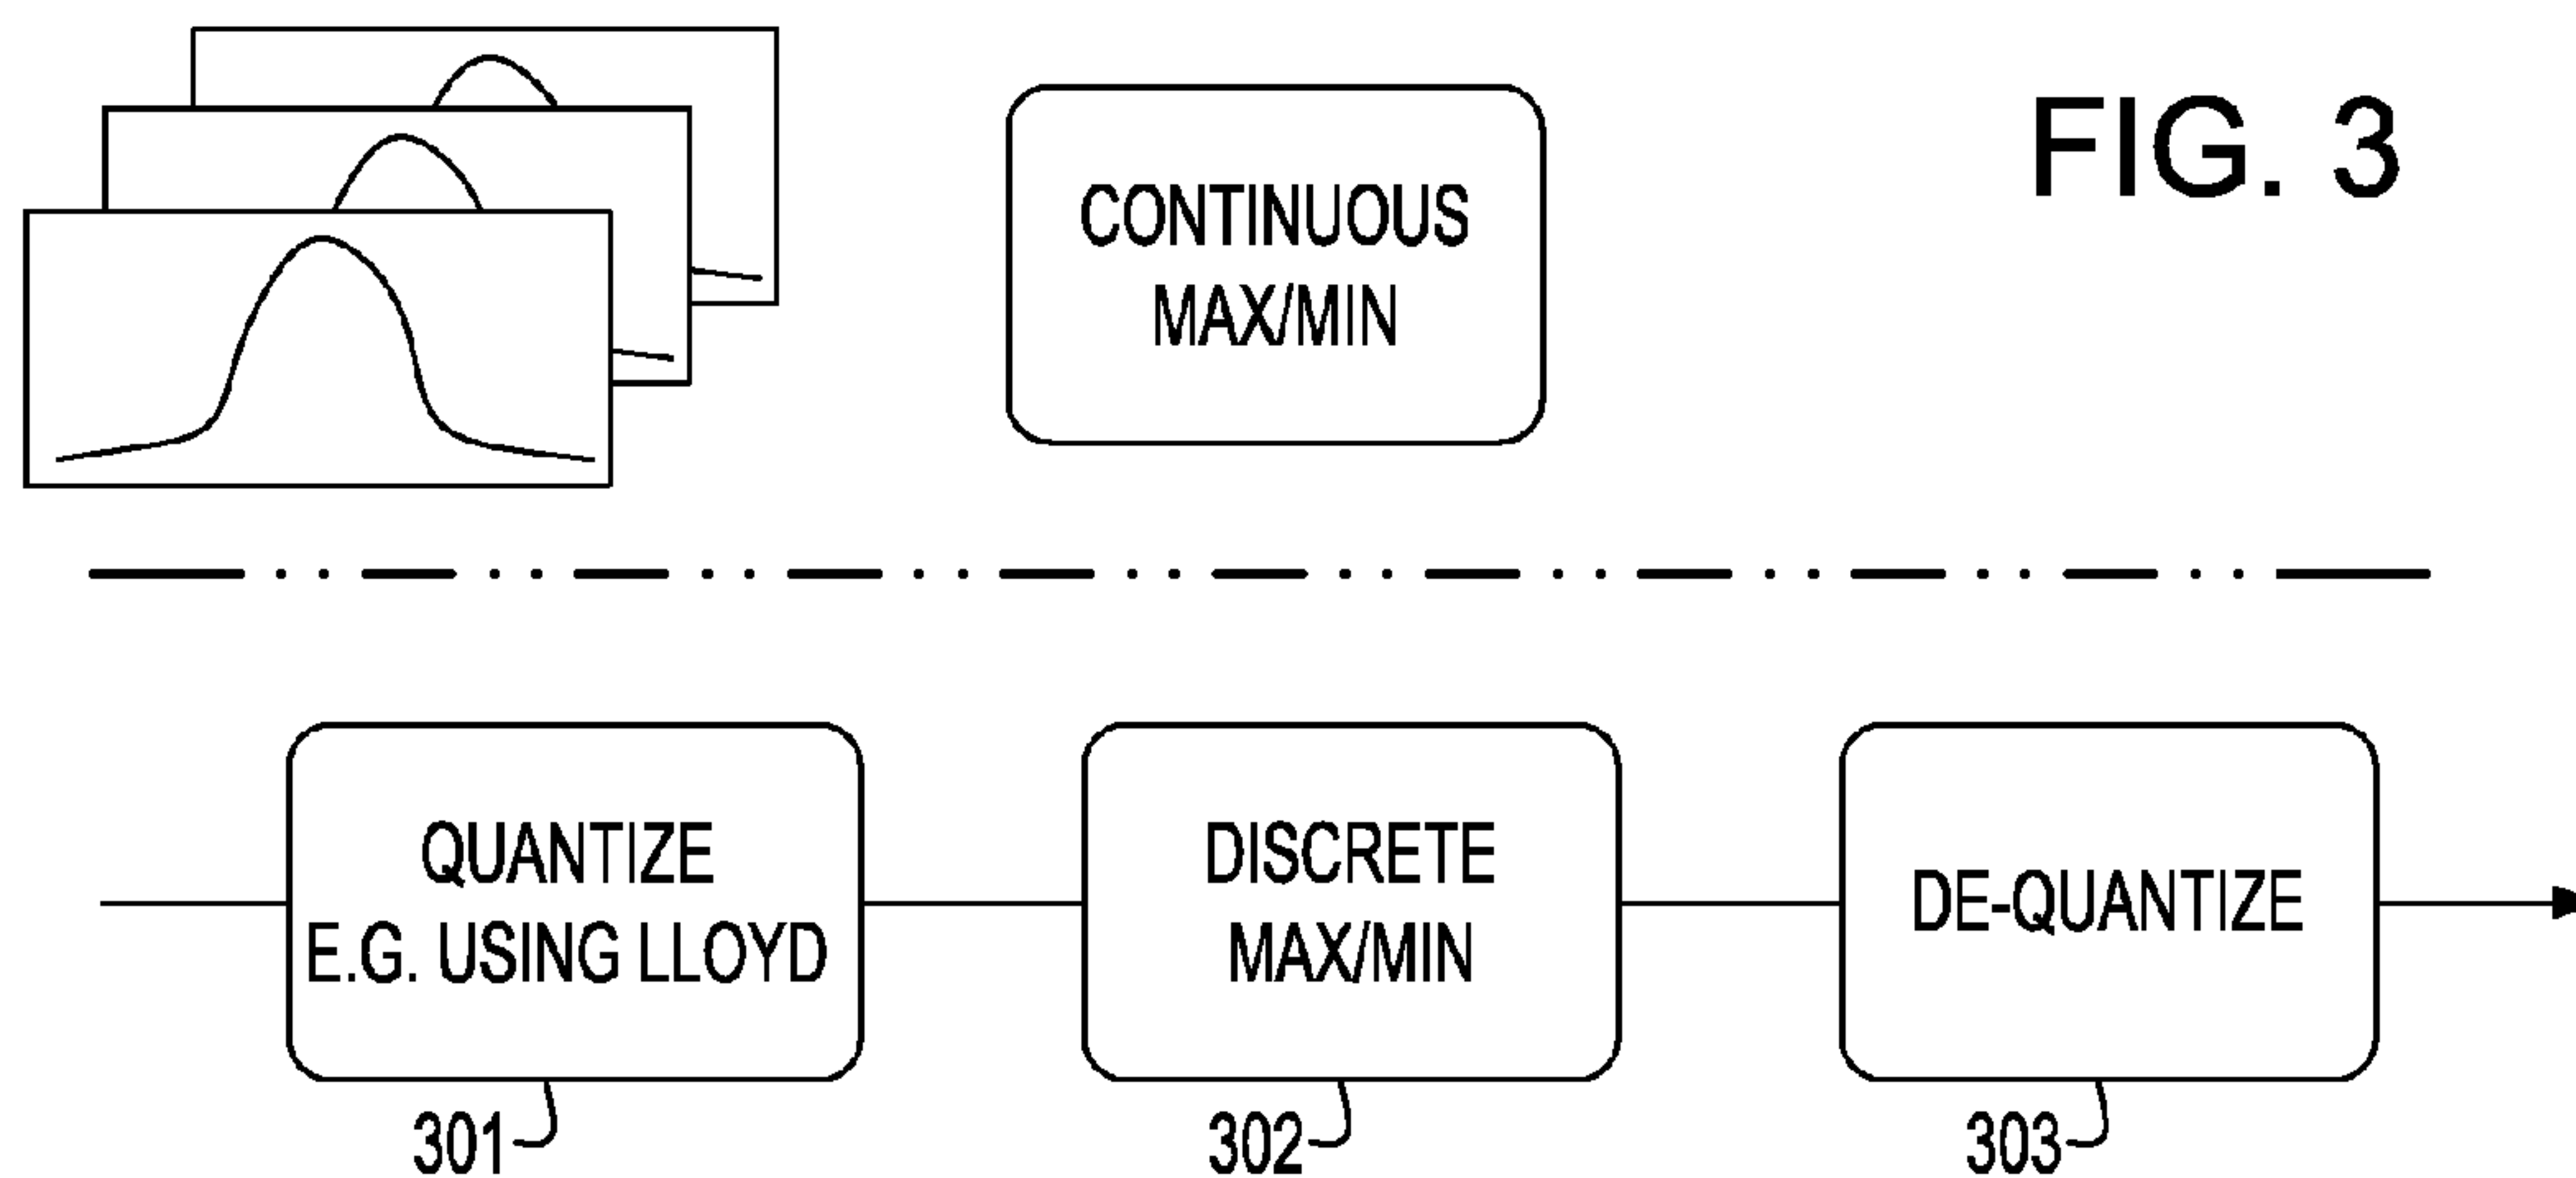 FIG. 3
CONTINUOUS
MAX/MIN
QUANTIZE
E.G. USING LLOYD
DISCRETE
MAX/MIN
DE-QUANTIZE
301
302
303